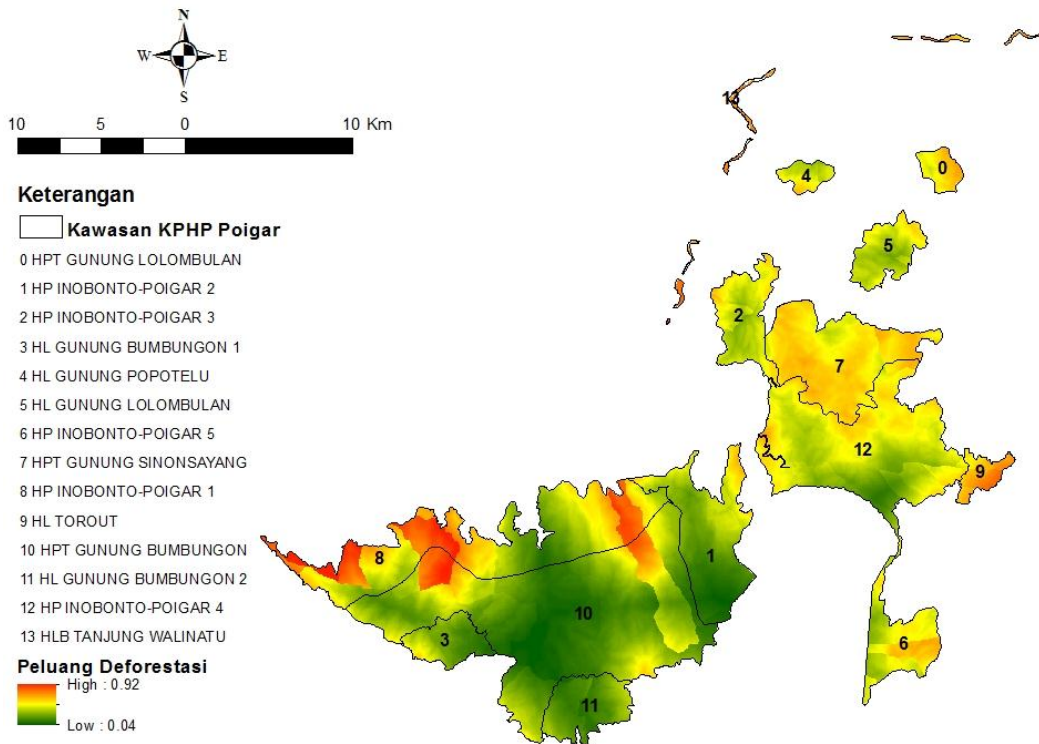 N
W E
S
10 5 0 10 Km
Keterangan
Kawasan KPHP Poigar
0 HPT GUNUNG LOLOMBULAN
1 HP INOBONTO-POIGAR 2
2 HP INOBONTO-POIGAR 3
3 HL GUNUNG BUMBUNGON 1
4 HL GUNUNG POPOTELU
5 HL GUNUNG LOLOMBULAN
6 HP INOBONTO-POIGAR 5
7 HPT GUNUNG SINONSAYANG
8 HP INOBONTO-POIGAR 1
9 HL TOROUT
10 HPT GUNUNG BUMBUNGON
11 HL GUNUNG BUMBUNGON 2
12 HP INOBONTO-POIGAR 4
13 HLB TANJUNG WALINATU
Peluang Deforestasi
High : 0.92
Low : 0.04
13
4
0
5
2
7
12
9
8
1
10
3
6
11